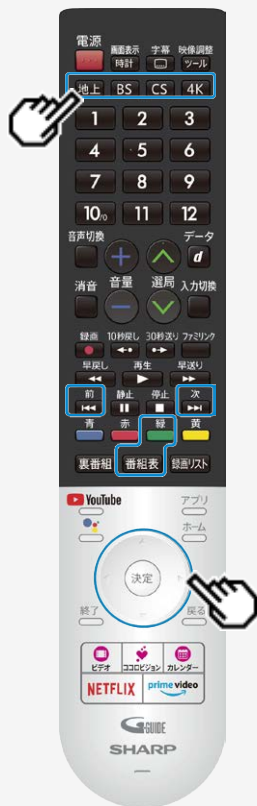 電源 画面表示 字幕 映像調整
時計 ツール
地上 BS CS 4K
1 2 3
4 5 6
7 8 9
10/0 11 12
音声切換 データ
d
消音 音量 選局 入力切換
録画 10秒戻し 30秒送り ファミリンク
早戻し 再生 早送り
前 静止 停止 次
青 赤 緑 黄
裏番組 番組表 録画リスト
YouTube アプリ
ホーム
決定
終了 戻る
ビデオ ココロビジョン カレンダー
NETFLIX prime video
G-GUIDE
SHARP